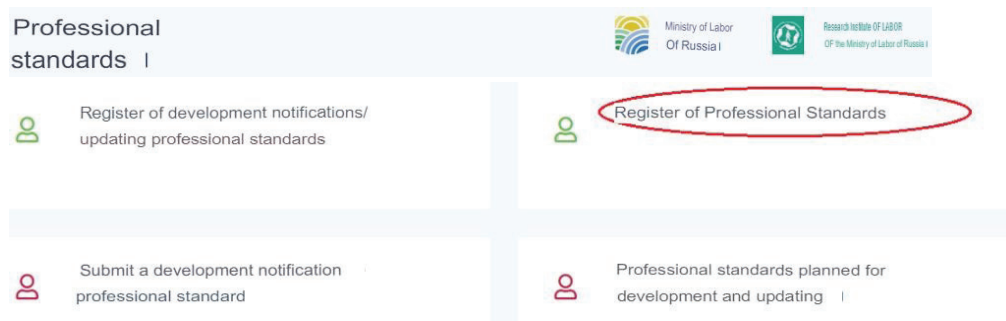 Professional
standards I
Ministry of Labor
Of Russia I
Research Institute OF LABOR
OF the Ministry of Labor of Russia I
Register of development notifications/
updating professional standards
Register of Professional Standards
Submit a development notification
professional standard
Professional standards planned for
development and updating I